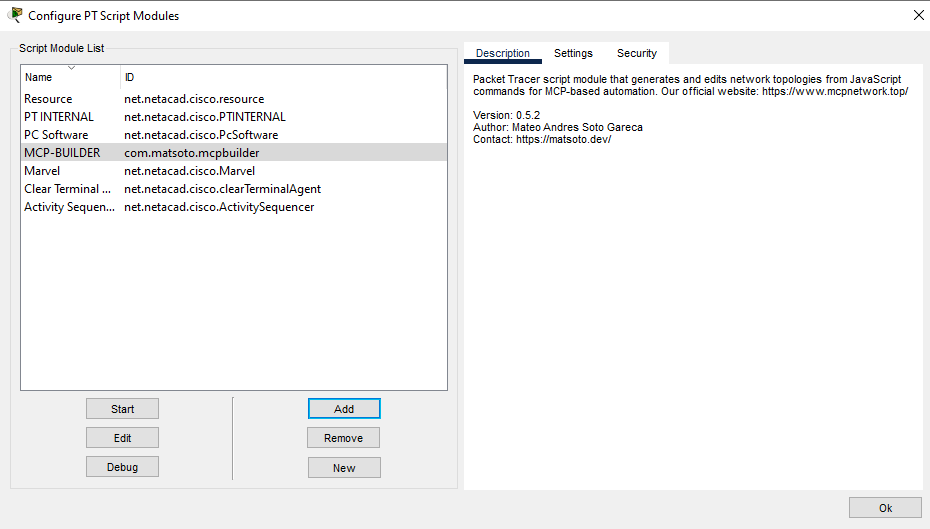 Configure PT Script Modules
Script Module List
Name ID
Resource net.netacad.cisco.resource
PT INTERNAL net.netacad.cisco.PTINTERNAL
PC Software net.netacad.cisco.PcSoftware
MCP-BUILDER com.matsoto.mcpbuilder
Marvel net.netacad.cisco.Marvel
Clear Terminal ... net.netacad.cisco.clearTerminalAgent
Activity Sequen... net.netacad.cisco.ActivitySequencer
Start
Edit
Debug
Add
Remove
New
Description Settings Security
Packet Tracer script module that generates and edits network topologies from JavaScript
commands for MCP-based automation. Our official website: https://www.mcpnetwork.top/
Version: 0.5.2
Author: Mateo Andres Soto Gareca
Contact: https://matsoto.dev/
Ok